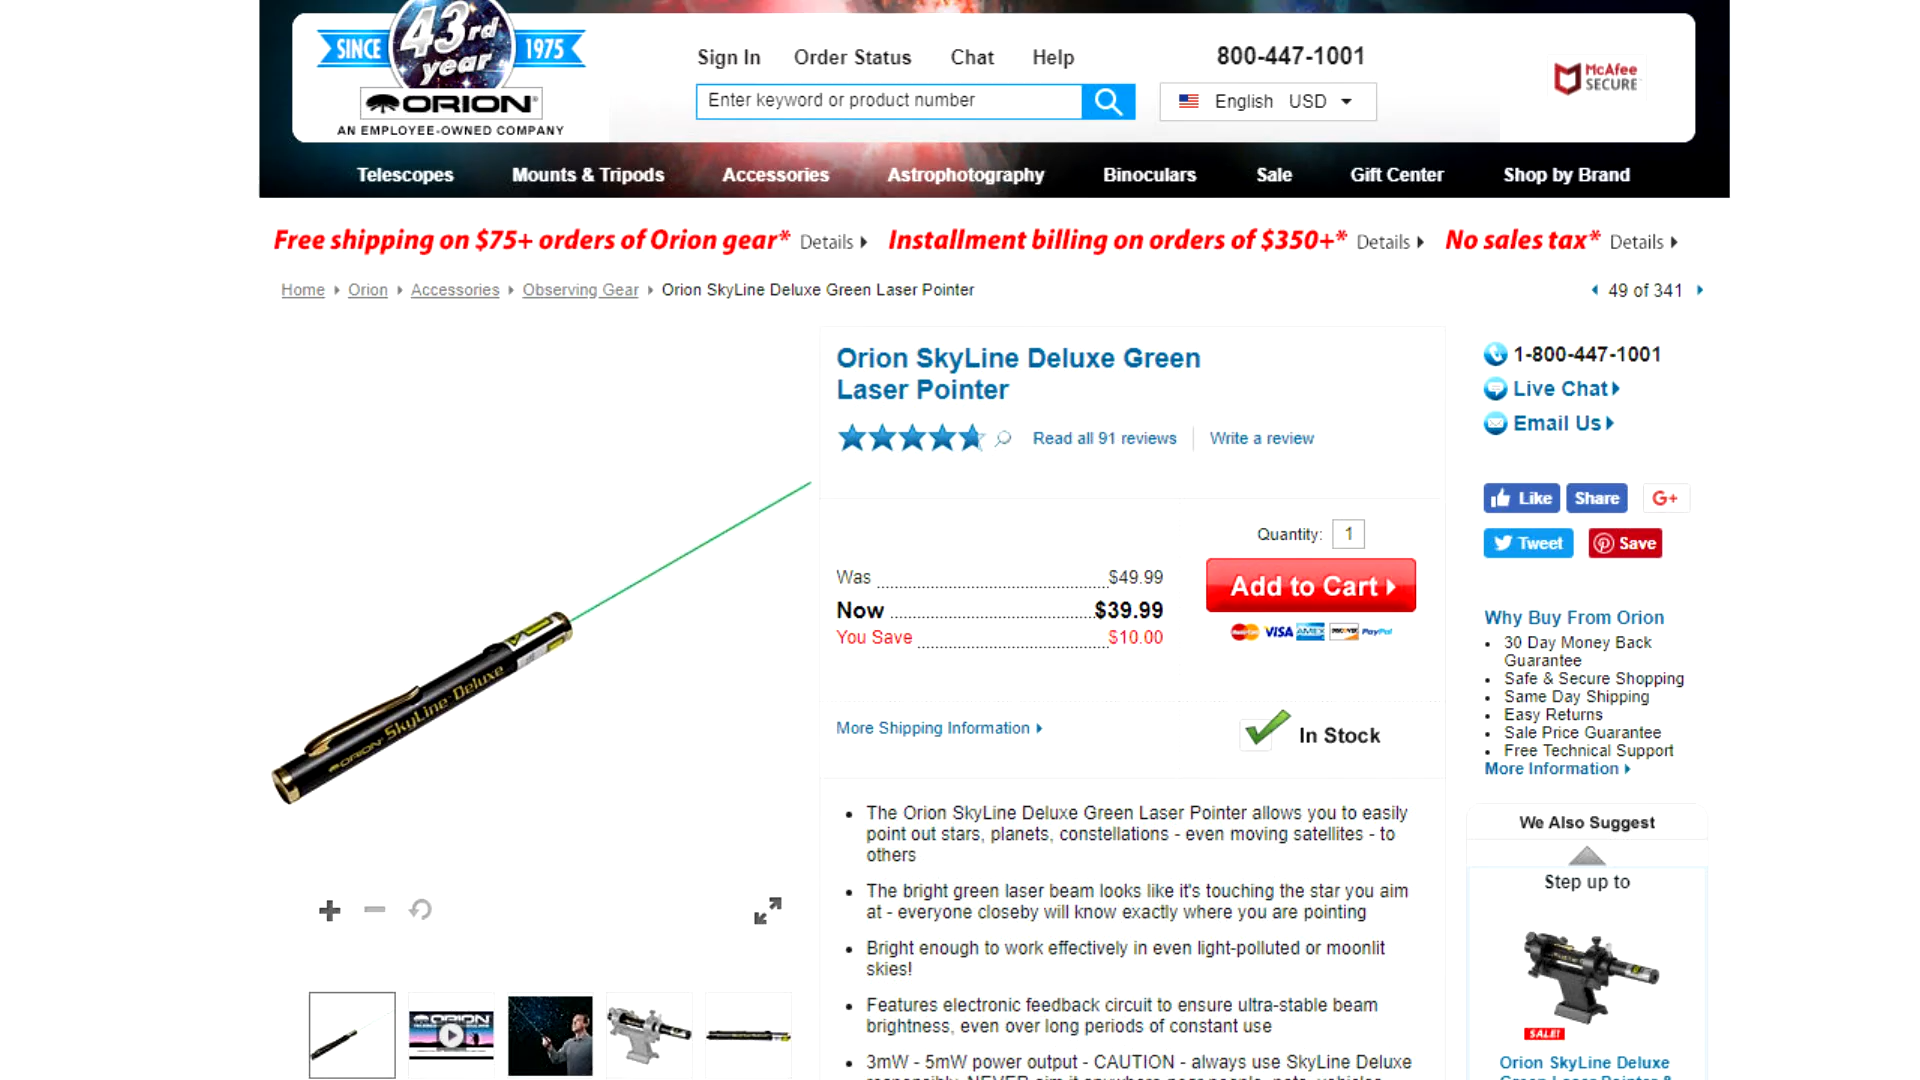 SINCE 43rd year 1975
ORION
AN EMPLOYEE-OWNED COMPANY
Sign In Order Status Chat Help 800-447-1001
Enter keyword or product number
English USD
McAfee
SECURE
Telescopes Mounts & Tripods Accessories Astrophotography Binoculars Sale Gift Center Shop by Brand
Free shipping on $75+ orders of Orion gear* Details Installment billing on orders of $350+* Details No sales tax* Details
Home Orion Accessories Observing Gear Orion SkyLine Deluxe Green Laser Pointer
49 of 341
ORION SkyLine Deluxe
Orion SkyLine Deluxe Green
Laser Pointer
Read all 91 reviews Write a review
Quantity: 1
Was $49.99
Now $39.99
You Save $10.00
Add to Cart
VISA AMEX DISCOVER PayPal
More Shipping Information
In Stock
The Orion SkyLine Deluxe Green Laser Pointer allows you to easily
point out stars, planets, constellations - even moving satellites - to
others
The bright green laser beam looks like it's touching the star you aim
at - everyone closeby will know exactly where you are pointing
Bright enough to work effectively in even light-polluted or moonlit
skies!
Features electronic feedback circuit to ensure ultra-stable beam
brightness, even over long periods of constant use
3mW - 5mW power output - CAUTION - always use SkyLine Deluxe
ORION
1-800-447-1001
Live Chat
Email Us
Like Share G+
Tweet Save
Why Buy From Orion
30 Day Money Back
Guarantee
Safe & Secure Shopping
Same Day Shipping
Easy Returns
Sale Price Guarantee
Free Technical Support
More Information
We Also Suggest
Step up to
SALE!
Orion SkyLine Deluxe
Green Laser Pointer &